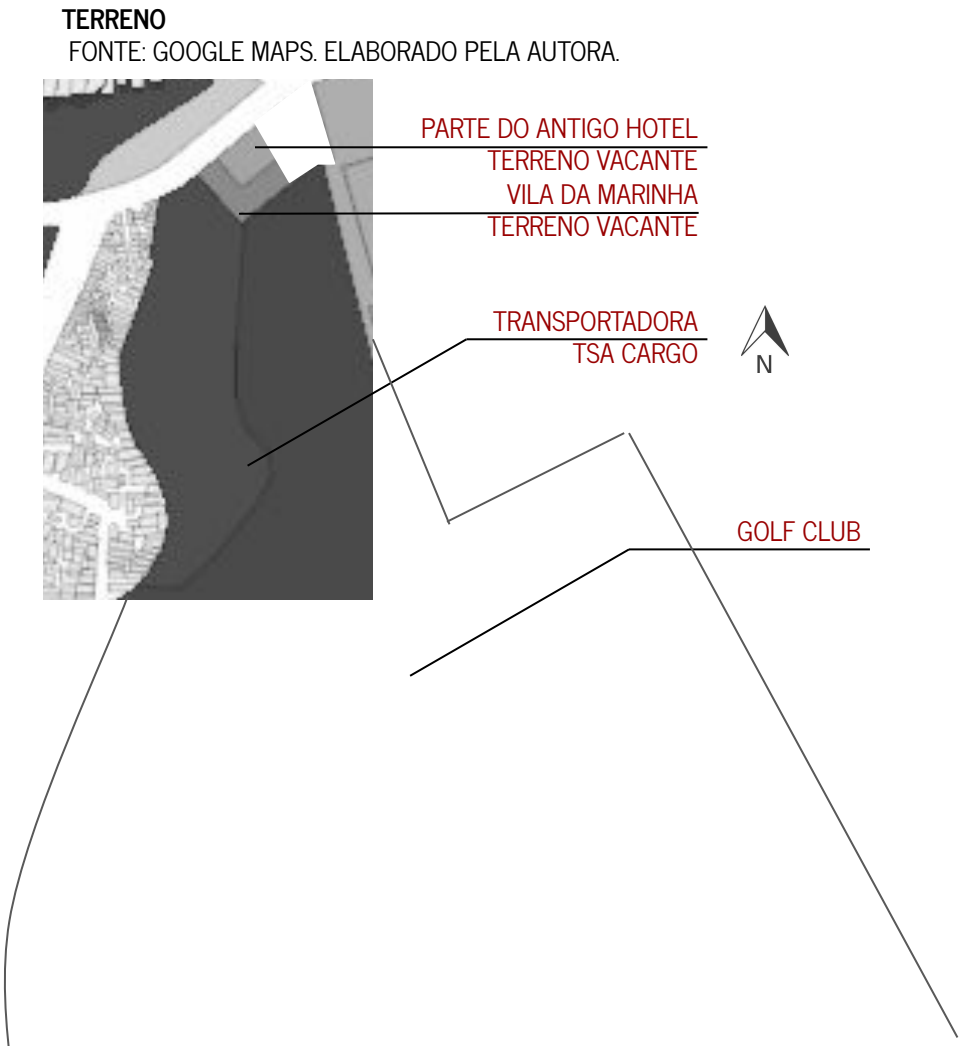 TERRENO
FONTE: GOOGLE MAPS. ELABORADO PELA AUTORA.
PARTE DO ANTIGO HOTEL
TERRENO VACANTE
VILA DA MARINHA
TERRENO VACANTE
TRANSPORTADORA
TSA CARGO
N
GOLF CLUB